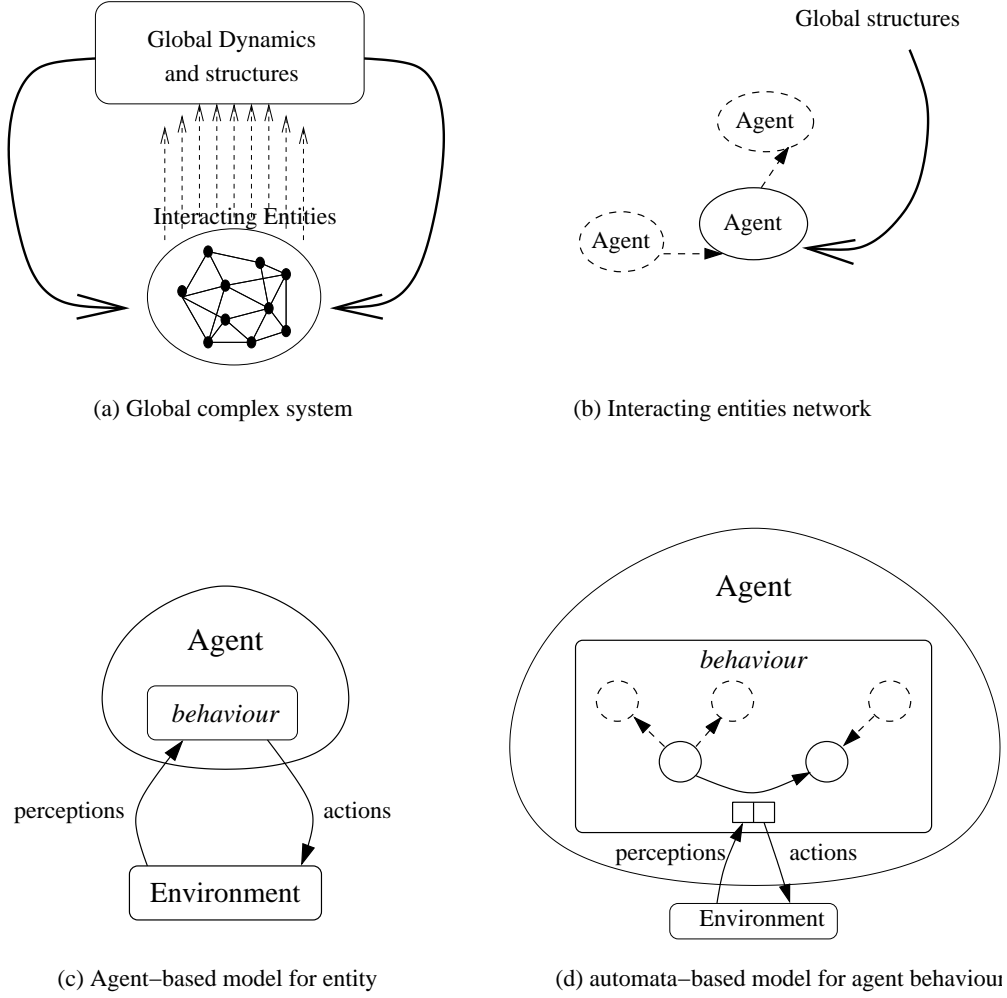 Global Dynamics
and structures
Interacting Entities
(a) Global complex system
Global structures
Agent
Agent
Agent
(b) Interacting entities network
Agent
behaviour
perceptions
actions
Environment
(c) Agent−based model for entity
Agent
behaviour
perceptions
actions
Environment
(d) automata−based model for agent behaviour